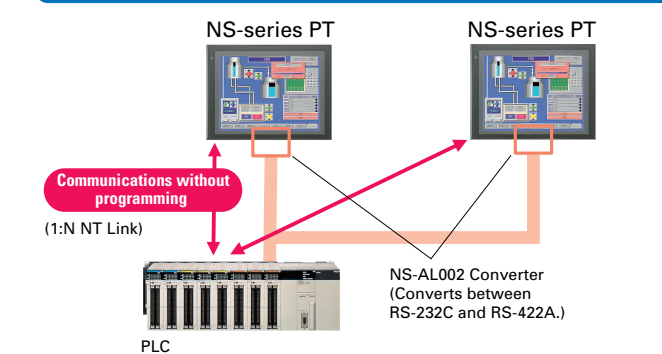 NS-series PT
NS-series PT
Communications without
programming
(1:N NT Link)
NS-AL002 Converter
(Converts between
RS-232C and RS-422A.)
PLC